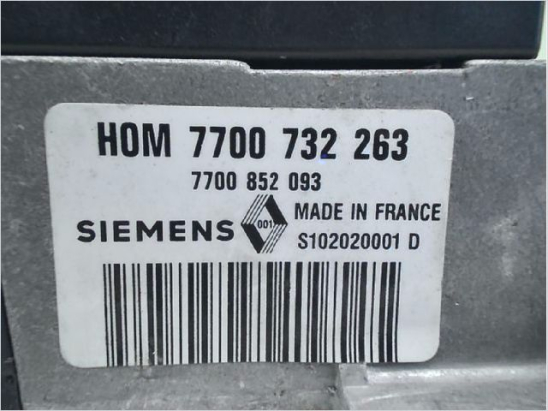 HOM 7700 732 263
7700 852 093
SIEMENS 001 MADE IN FRANCE
S102020001 D